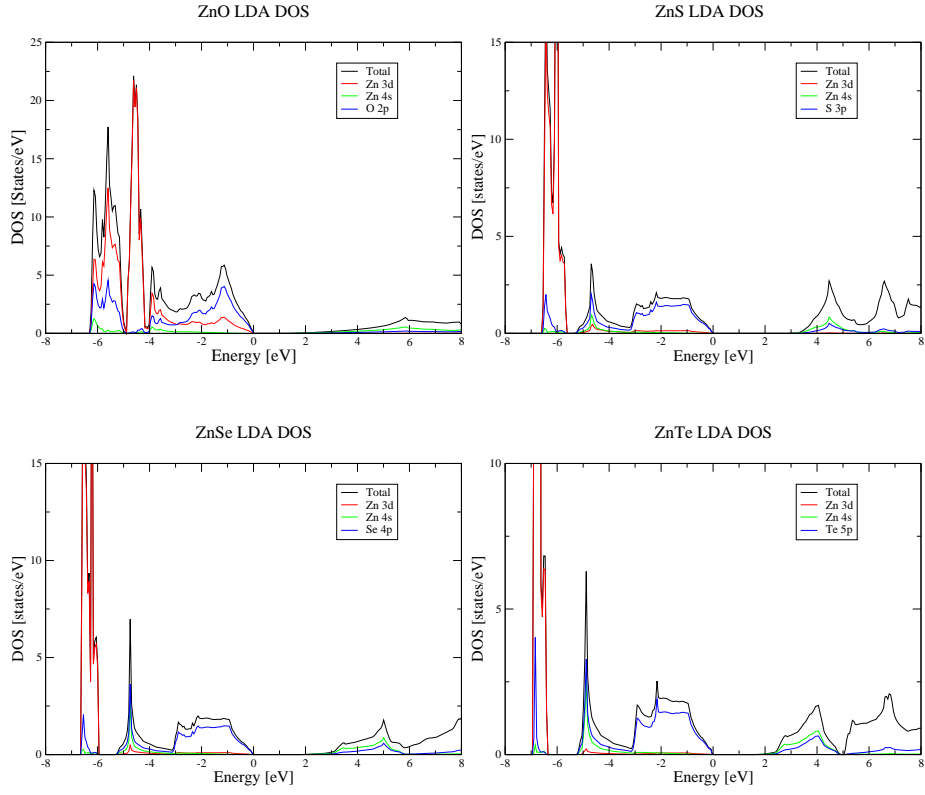 ZnO LDA DOS
25
20
15
10
5
0
DOS [States/eV]
-8 -6 -4 -2 0 2 4 6 8
Energy [eV]
Total
Zn 3d
Zn 4s
O 2p
ZnS LDA DOS
15
10
5
0
DOS [states/eV]
-8 -6 -4 -2 0 2 4 6 8
Energy [eV]
Total
Zn 3d
Zn 4s
S 3p
ZnSe LDA DOS
15
10
5
0
DOS [states/eV]
-8 -6 -4 -2 0 2 4 6 8
Energy [eV]
Total
Zn 3d
Zn 4s
Se 4p
ZnTe LDA DOS
10
5
0
DOS [states/eV]
-8 -6 -4 -2 0 2 4 6 8
Energy [eV]
Total
Zn 3d
Zn 4s
Te 5p